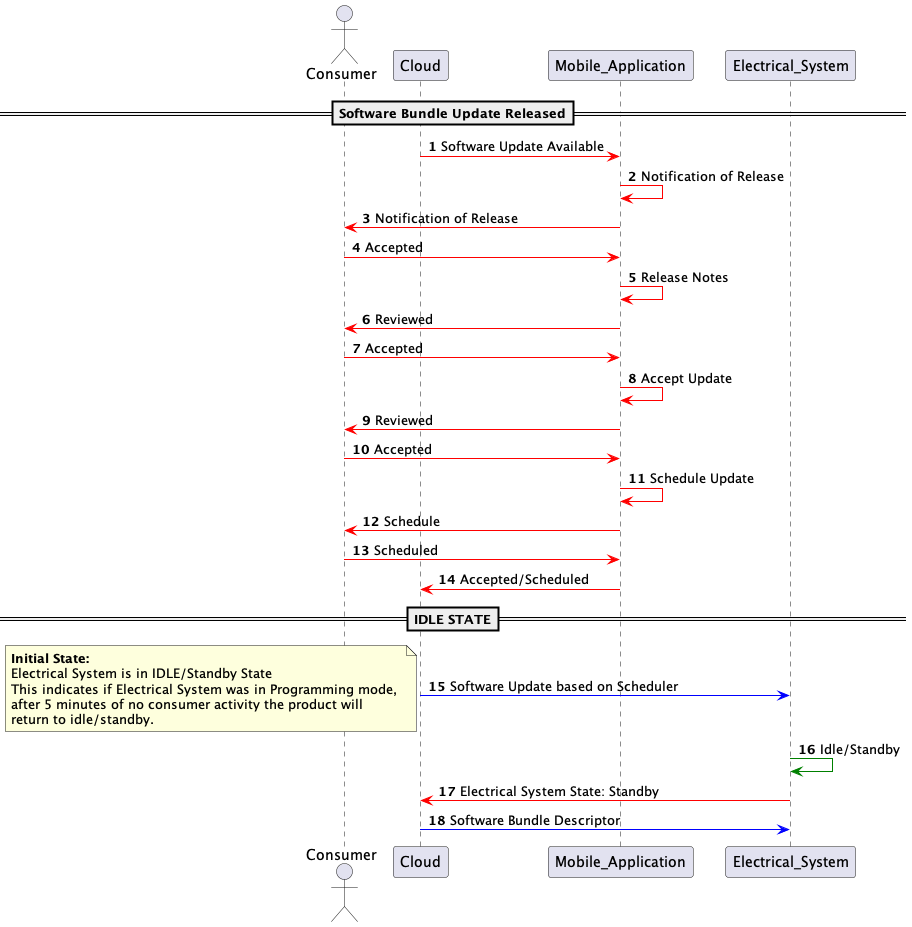 Consumer
Cloud
Mobile_Application
Electrical_System
Software Bundle Update Released
1 Software Update Available
2 Notification of Release
3 Notification of Release
4 Accepted
5 Release Notes
6 Reviewed
7 Accepted
8 Accept Update
9 Reviewed
10 Accepted
11 Schedule Update
12 Schedule
13 Scheduled
14 Accepted/Scheduled
IDLE STATE
Initial State:
Electrical System is in IDLE/Standby State
This indicates if Electrical System was in Programming mode,
after 5 minutes of no consumer activity the product will
return to idle/standby.
15 Software Update based on Scheduler
16 Idle/Standby
17 Electrical System State: Standby
18 Software Bundle Descriptor
Consumer
Cloud
Mobile_Application
Electrical_System